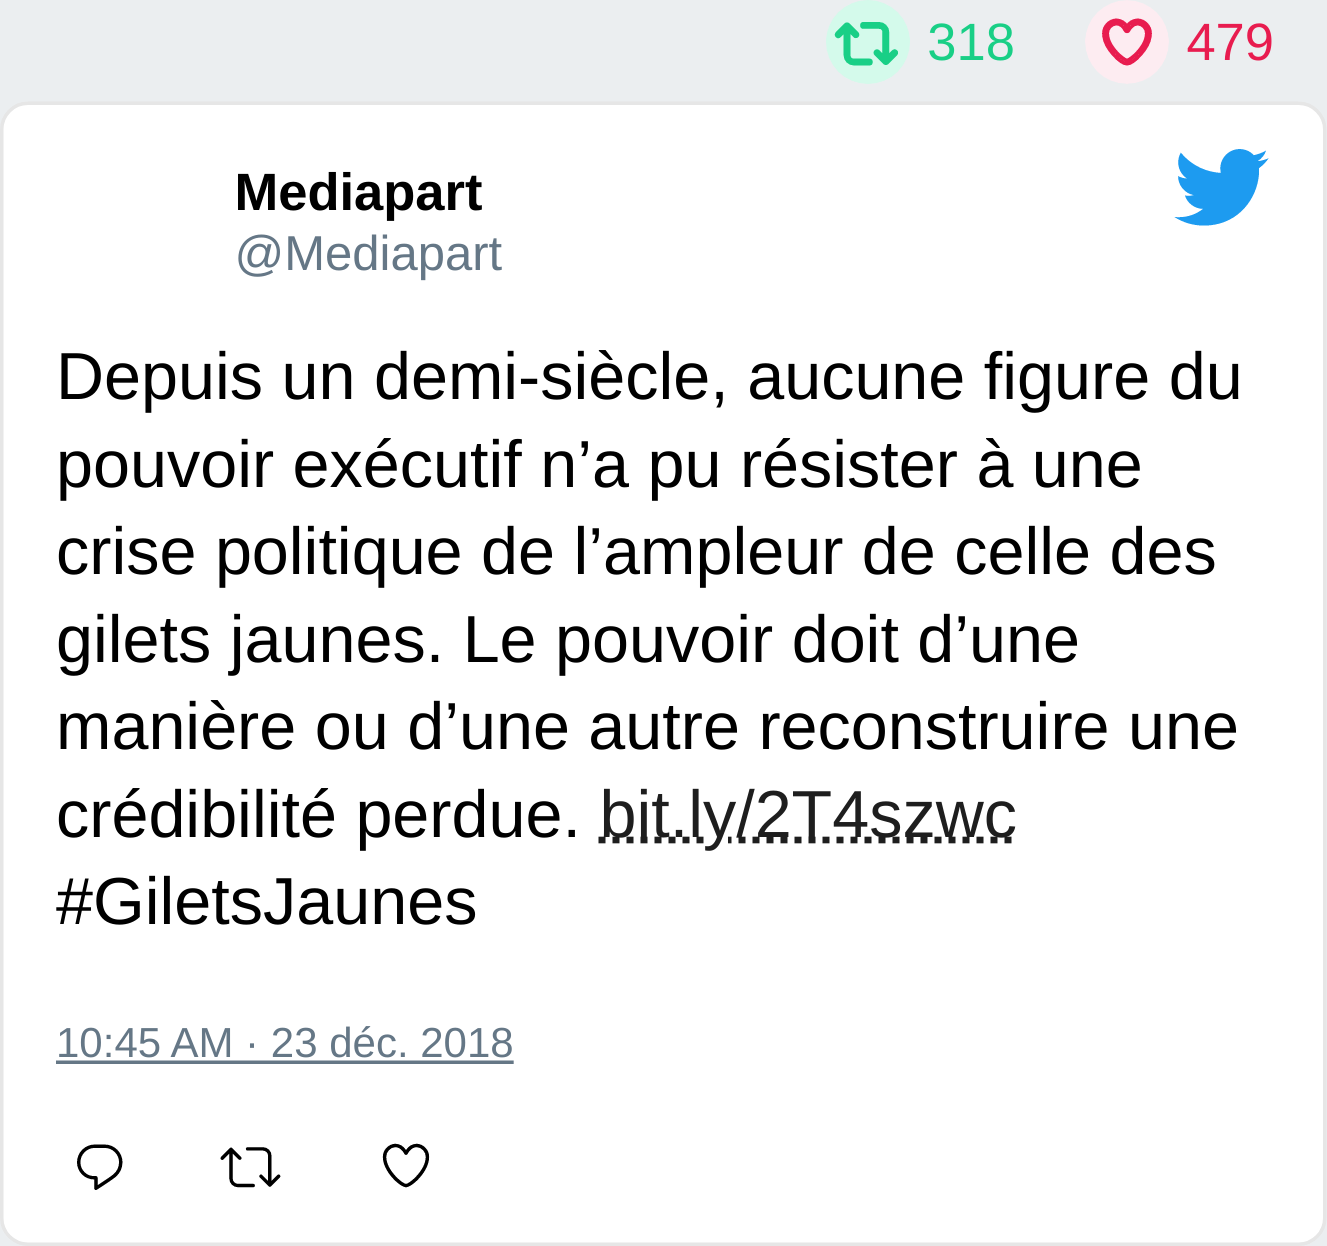 318 479
Mediapart
@Mediapart
Depuis un demi-siècle, aucune figure du
pouvoir exécutif n’a pu résister à une
crise politique de l’ampleur de celle des
gilets jaunes. Le pouvoir doit d’une
manière ou d’une autre reconstruire une
crédibilité perdue. bit.ly/2T4szwc
#GiletsJaunes
10:45 AM · 23 déc. 2018